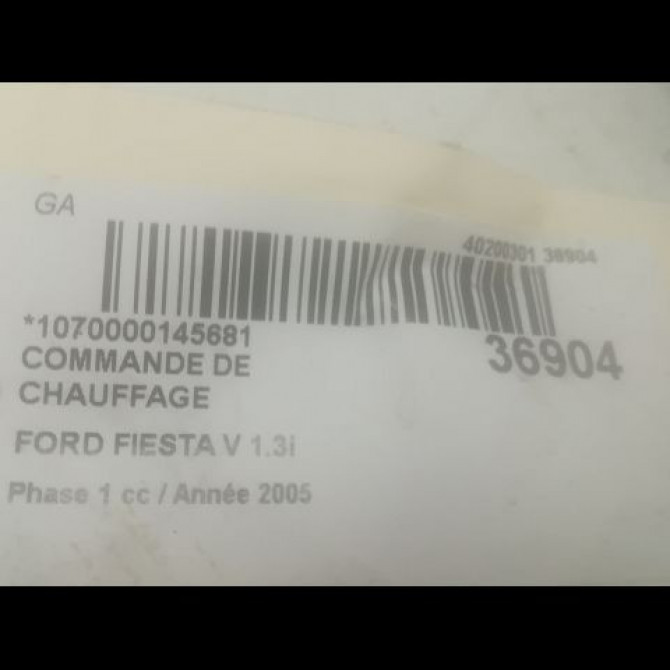 GA
40200301 36904
*1070000145681
36904
COMMANDE DE
CHAUFFAGE
FORD FIESTA V 1.3i
Phase 1 cc / Année 2005